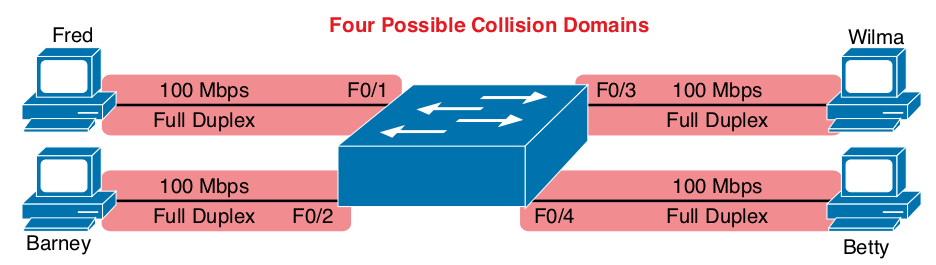 Four Possible Collision Domains
Fred
Wilma
100 Mbps
F0/1
F0/3
100 Mbps
Full Duplex
Full Duplex
100 Mbps
100 Mbps
Full Duplex
F0/2
F0/4
Full Duplex
Barney
Betty